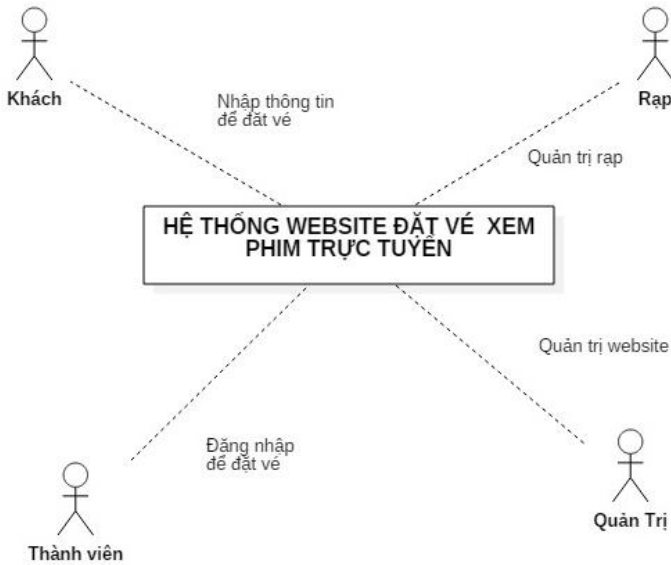 Khách
Rạp
Nhập thông tin
để đăt vé
Quản trị rạp
HỆ THỐNG WEBSITE ĐẶT VÉ XEM
PHIM TRỰC TUYẾN
Quản trị website
Đăng nhập
để đặt vé
Quản Trị
Thành viên